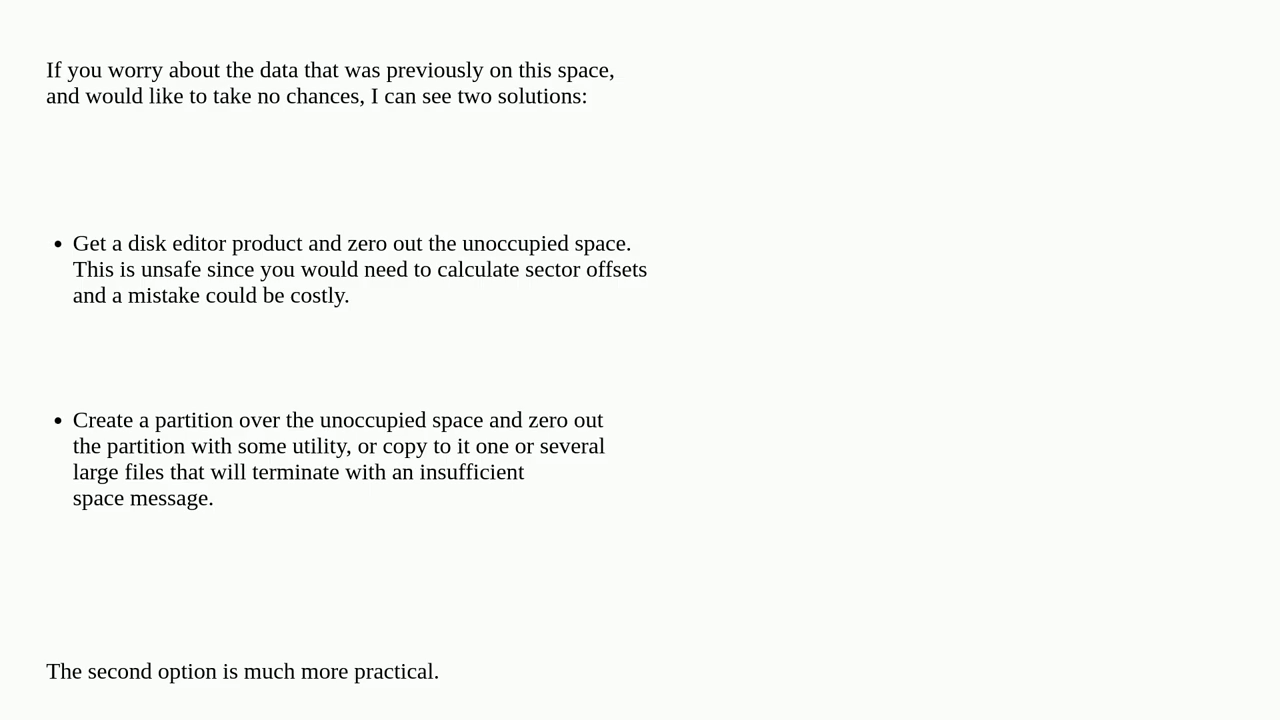 If you worry about the data that was previously on this space,
and would like to take no chances, I can see two solutions:
• Get a disk editor product and zero out the unoccupied space.
This is unsafe since you would need to calculate sector offsets
and a mistake could be costly.
• Create a partition over the unoccupied space and zero out
the partition with some utility, or copy to it one or several
large files that will terminate with an insufficient
space message.
The second option is much more practical.